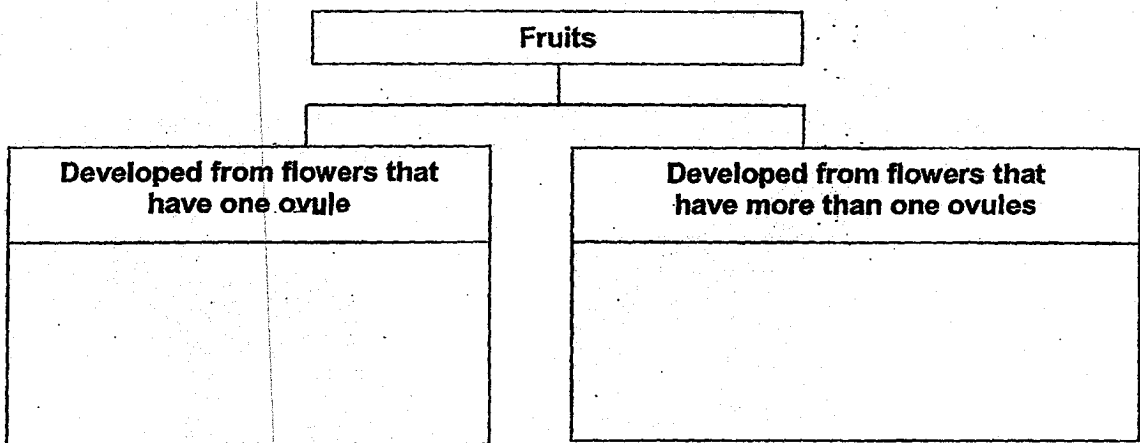 Fruits
Developed from flowers that
have one ovule
Developed from flowers that
have more than one ovules